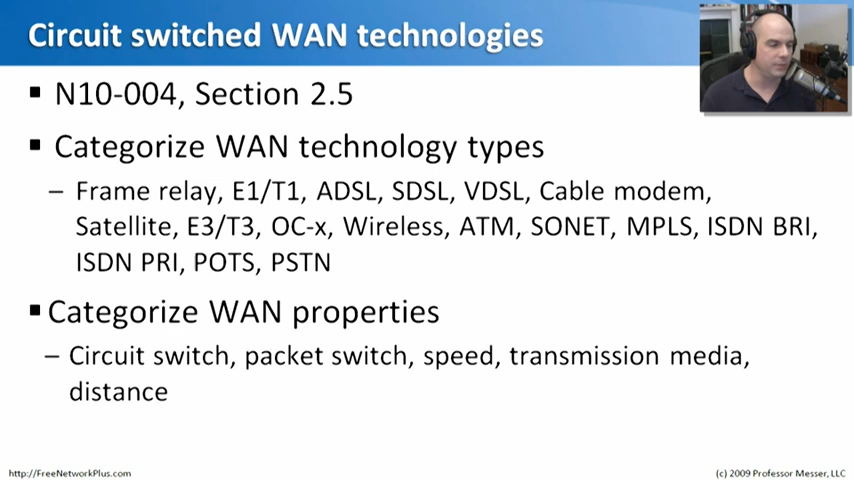 Circuit switched WAN technologies
▪ N10-004, Section 2.5
▪ Categorize WAN technology types
– Frame relay, E1/T1, ADSL, SDSL, VDSL, Cable modem,
Satellite, E3/T3, OC-x, Wireless, ATM, SONET, MPLS, ISDN BRI,
ISDN PRI, POTS, PSTN
▪ Categorize WAN properties
– Circuit switch, packet switch, speed, transmission media,
distance
http://FreeNetworkPlus.com
(c) 2009 Professor Messer, LLC